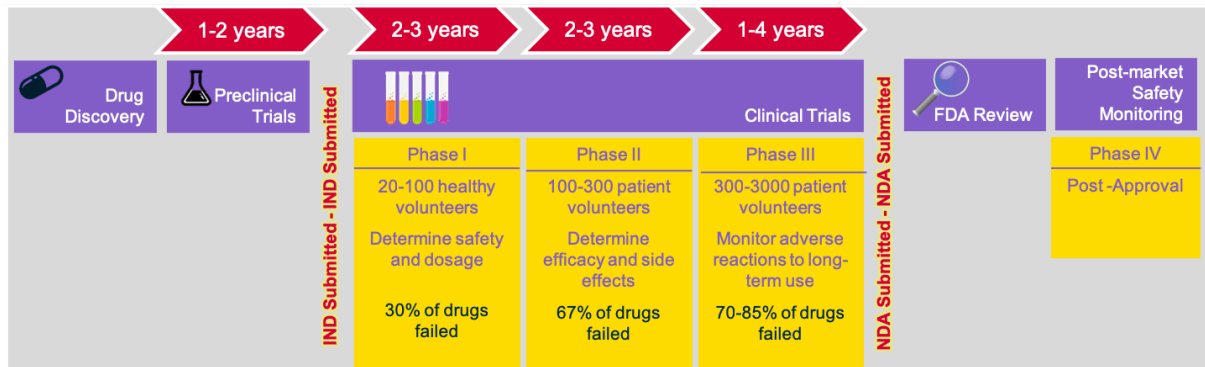 1-2 years
2-3 years
2-3 years
1-4 years
Drug
Discovery
Preclinical
Trials
IND Submitted - IND Submitted
Clinical Trials
Phase I
20-100 healthy
volunteers
Determine safety
and dosage
30% of drugs
failed
Phase II
100-300 patient
volunteers
Determine
efficacy and side
effects
67% of drugs
failed
Phase III
300-3000 patient
volunteers
Monitor adverse
reactions to long-
term use
70-85% of drugs
failed
NDA Submitted - NDA Submitted
FDA Review
Post-market
Safety
Monitoring
Phase IV
Post -Approval